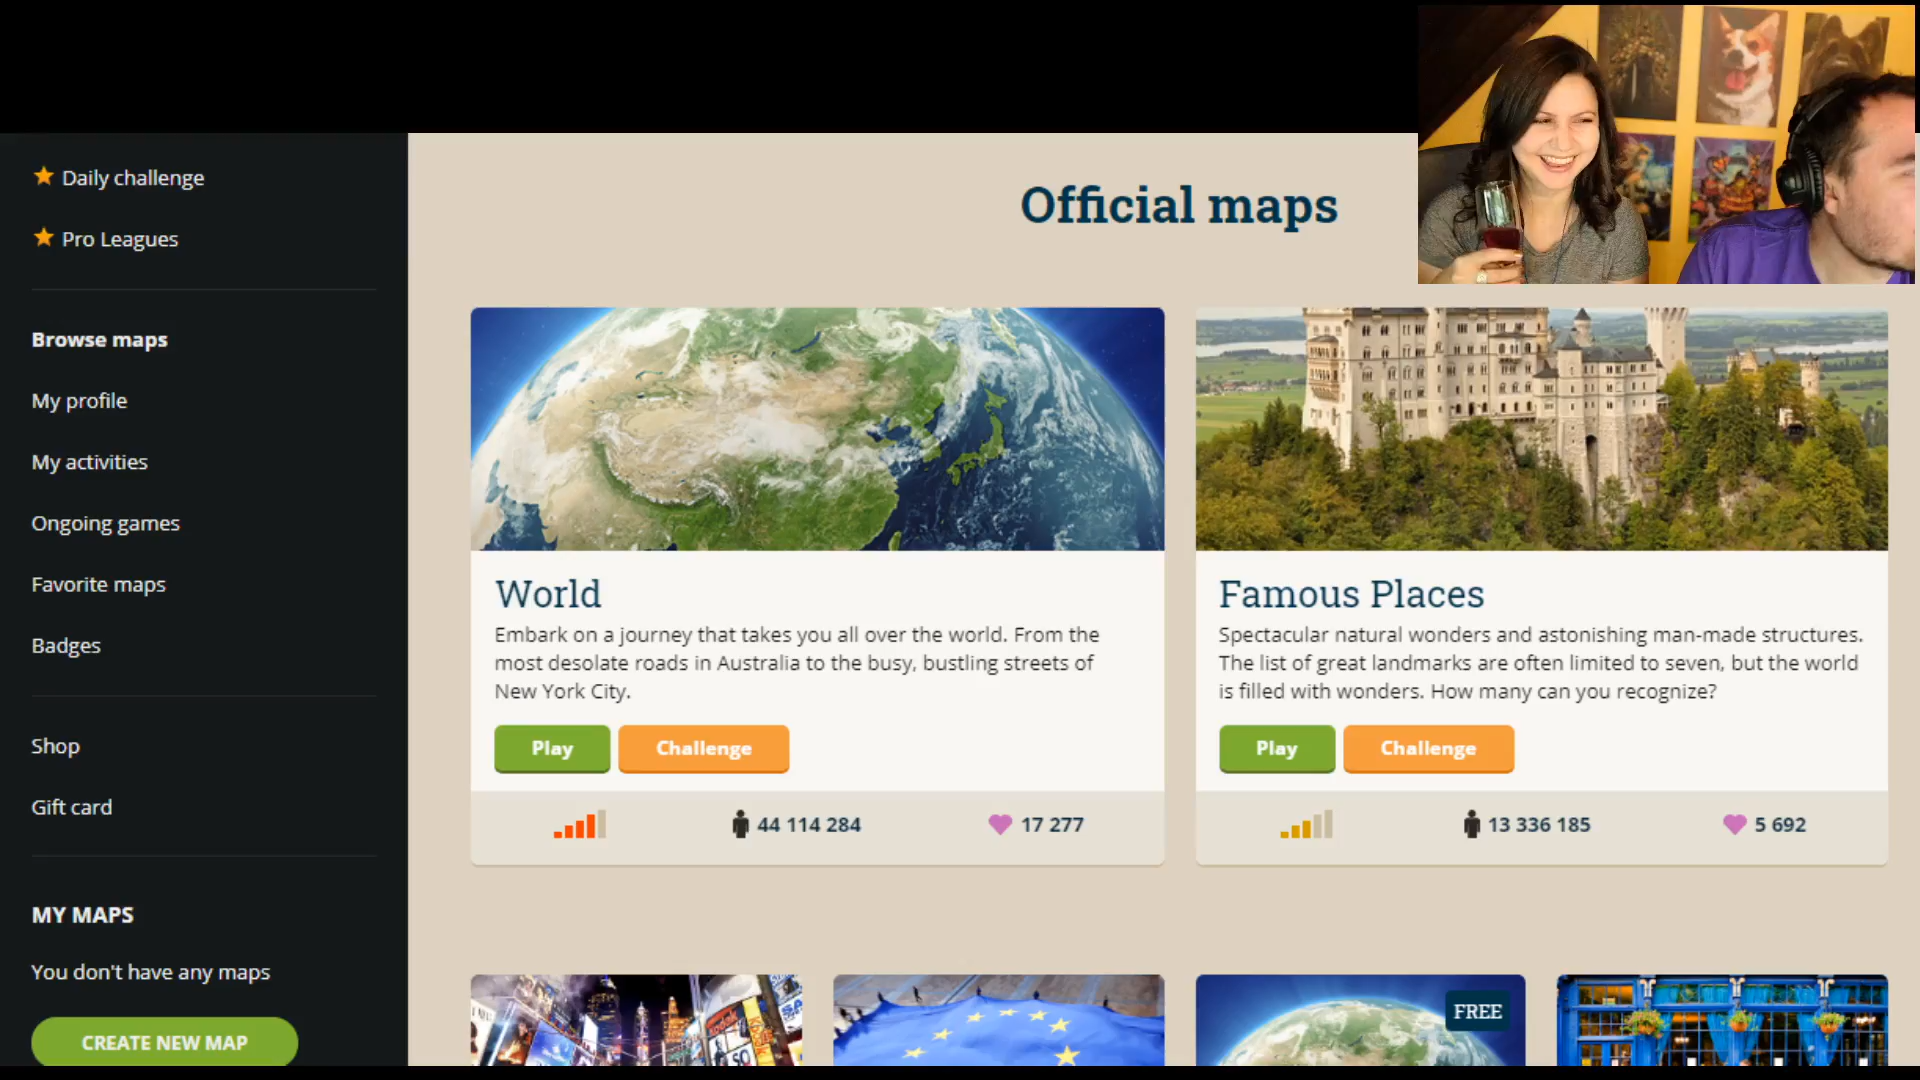 Daily challenge
Pro Leagues
Browse maps
My profile
My activities
Ongoing games
Favorite maps
Badges
Shop
Gift card
MY MAPS
You don't have any maps
CREATE NEW MAP
Official maps
World
Embark on a journey that takes you all over the world. From the
most desolate roads in Australia to the busy, bustling streets of
New York City.
Play
Challenge
44 114 284
17 277
Famous Places
Spectacular natural wonders and astonishing man-made structures.
The list of great landmarks are often limited to seven, but the world
is filled with wonders. How many can you recognize?
Play
Challenge
13 336 185
5 692
FREE